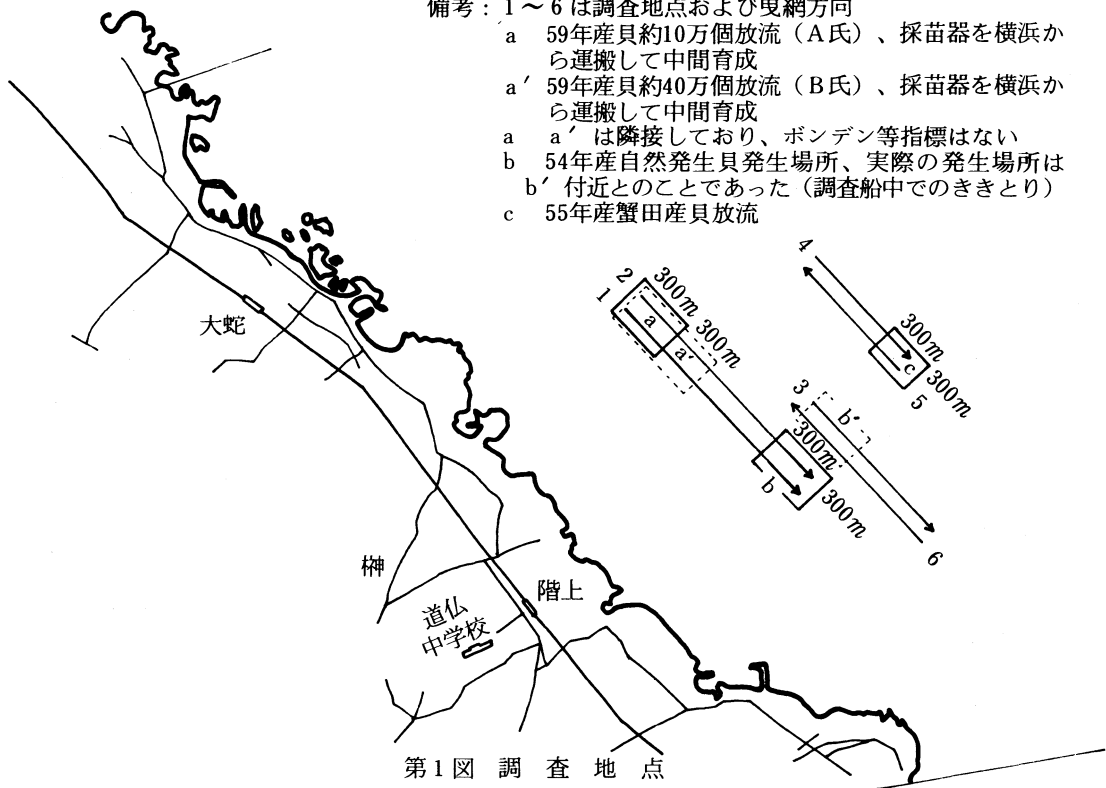 備考：1～6は調査地点および曳網方向
a 59年産貝約10万個放流（A氏）、採苗器を横浜か
ら運搬して中間育成
a′ 59年産貝約40万個放流（B氏）、採苗器を横浜か
ら運搬して中間育成
a a′は隣接しており、ボンデン等指標はない
b 54年産自然発生貝発生場所、実際の発生場所は
b′付近とのことであった（調査船中でのききとり）
c 55年産蟹田産貝放流
4
2
1
300m
a
300m
a′
300m
c
300m
5
3
b′
300m
b
300m
6
大蛇
榊
階上
道仏
中学校
第1図 調査地点